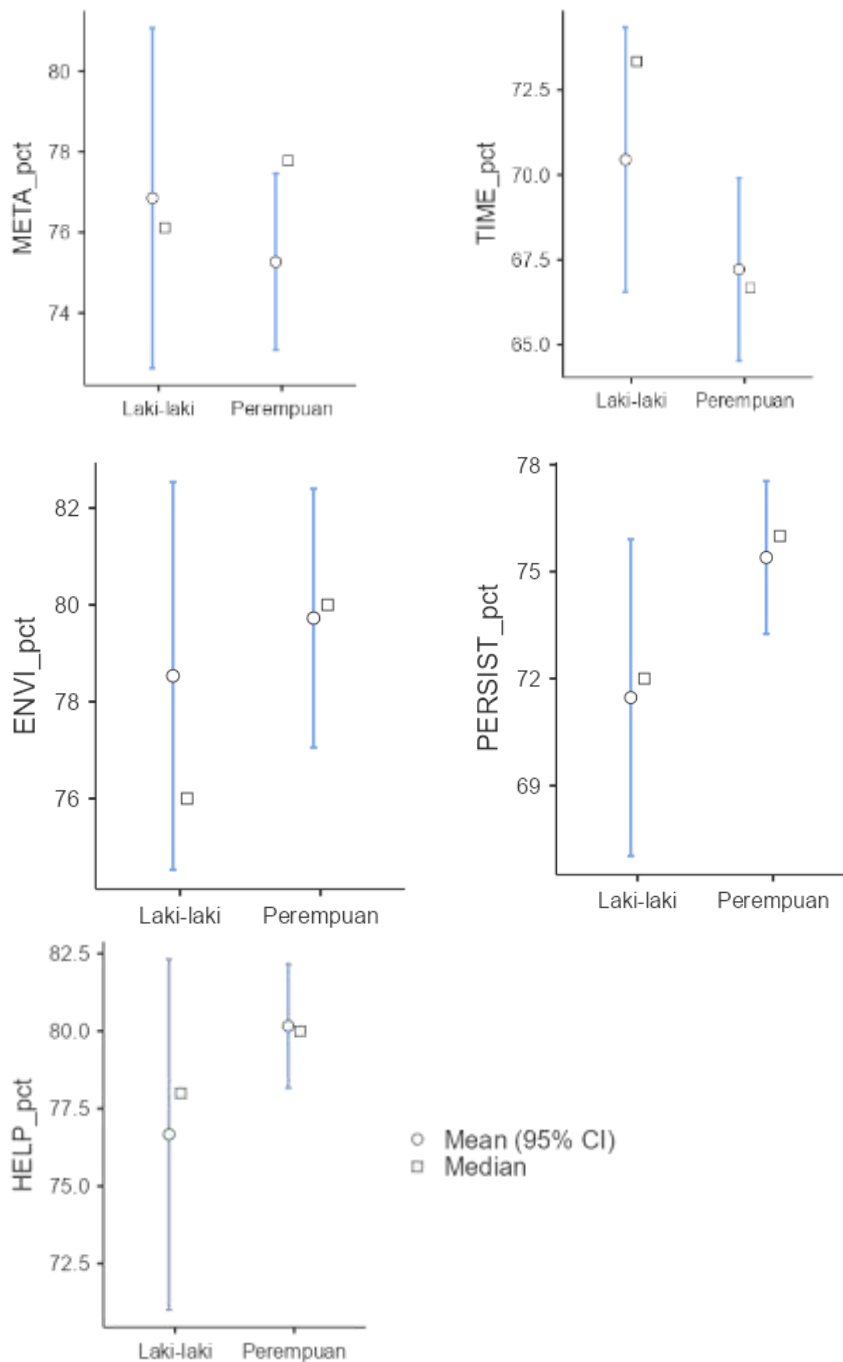 META_pct
80
78
76
74
Laki-laki Perempuan
TIME_pct
72.5
70.0
67.5
65.0
Laki-laki Perempuan
ENVI_pct
82
80
78
76
Laki-laki Perempuan
PERSIST_pct
78
75
72
69
Laki-laki Perempuan
HELP_pct
82.5
80.0
77.5
75.0
72.5
Laki-laki Perempuan
Mean (95% CI)
Median